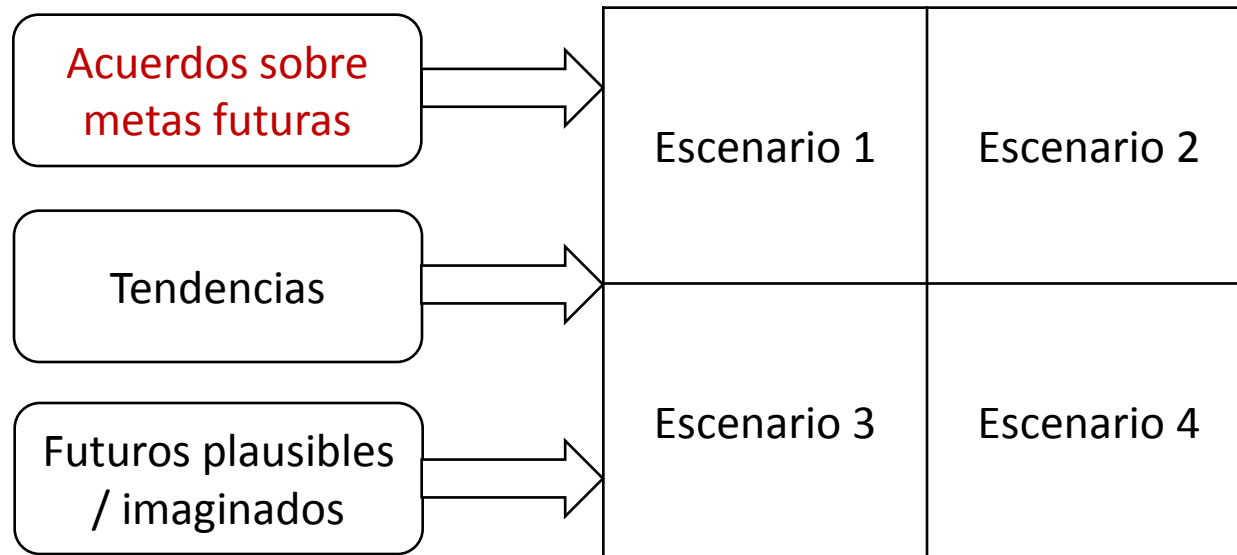 Acuerdos sobre
metas futuras
Tendencias
Futuros plausibles
/ imaginados
Escenario 1
Escenario 2
Escenario 3
Escenario 4